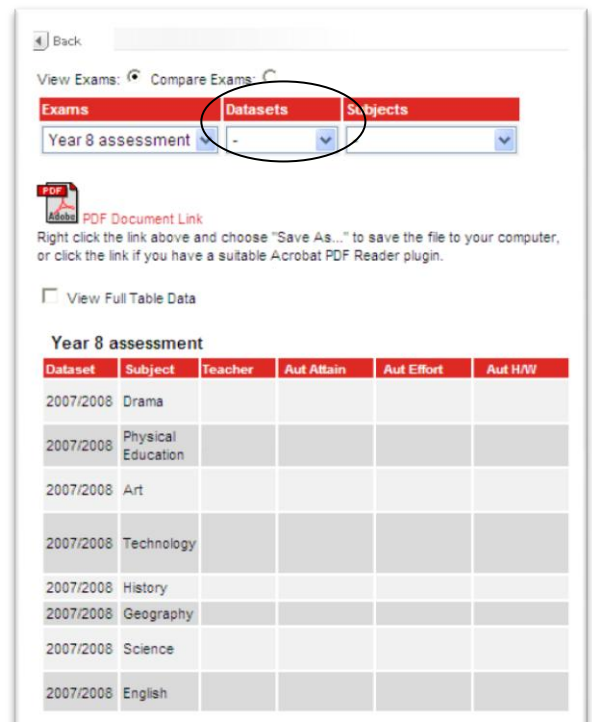 Back
View Exams: Compare Exams:
Exams Datasets Subjects
Year 8 assessment - -
PDF
Adobe PDF Document Link
Right click the link above and choose "Save As..." to save the file to your computer,
or click the link if you have a suitable Acrobat PDF Reader plugin.
View Full Table Data
Year 8 assessment
Dataset Subject Teacher Aut Attain Aut Effort Aut H/W
2007/2008 Drama
2007/2008 Physical
Education
2007/2008 Art
2007/2008 Technology
2007/2008 History
2007/2008 Geography
2007/2008 Science
2007/2008 English